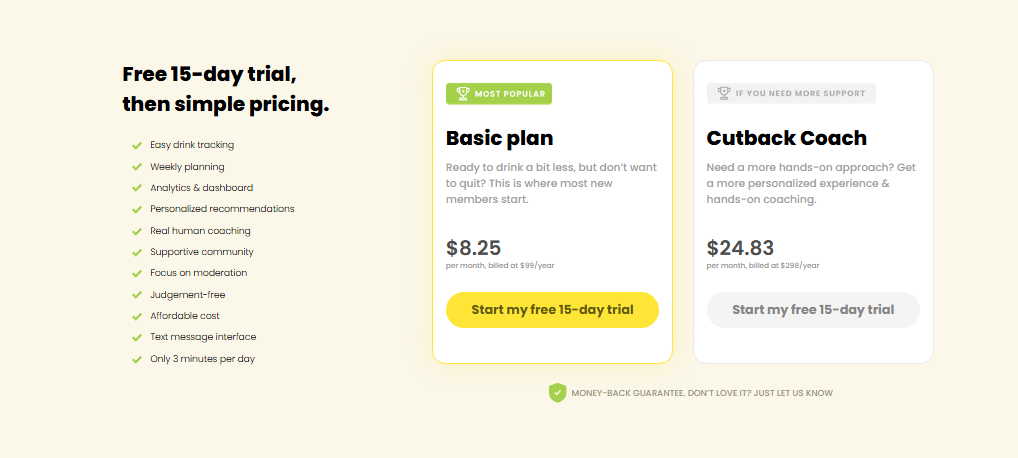 Free 15-day trial,
then simple pricing.
Easy drink tracking
Weekly planning
Analytics & dashboard
Personalized recommendations
Real human coaching
Supportive community
Focus on moderation
Judgement-free
Affordable cost
Text message interface
Only 3 minutes per day
MOST POPULAR
Basic plan
Ready to drink a bit less, but don't want
to quit? This is where most new
members start.
$8.25
per month, billed at $99/year
Start my free 15-day trial
IF YOU NEED MORE SUPPORT
Cutback Coach
Need a more hands-on approach? Get
a more personalized experience &
hands-on coaching.
$24.83
per month, billed at $298/year
Start my free 15-day trial
MONEY-BACK GUARANTEE. DON'T LOVE IT? JUST LET US KNOW